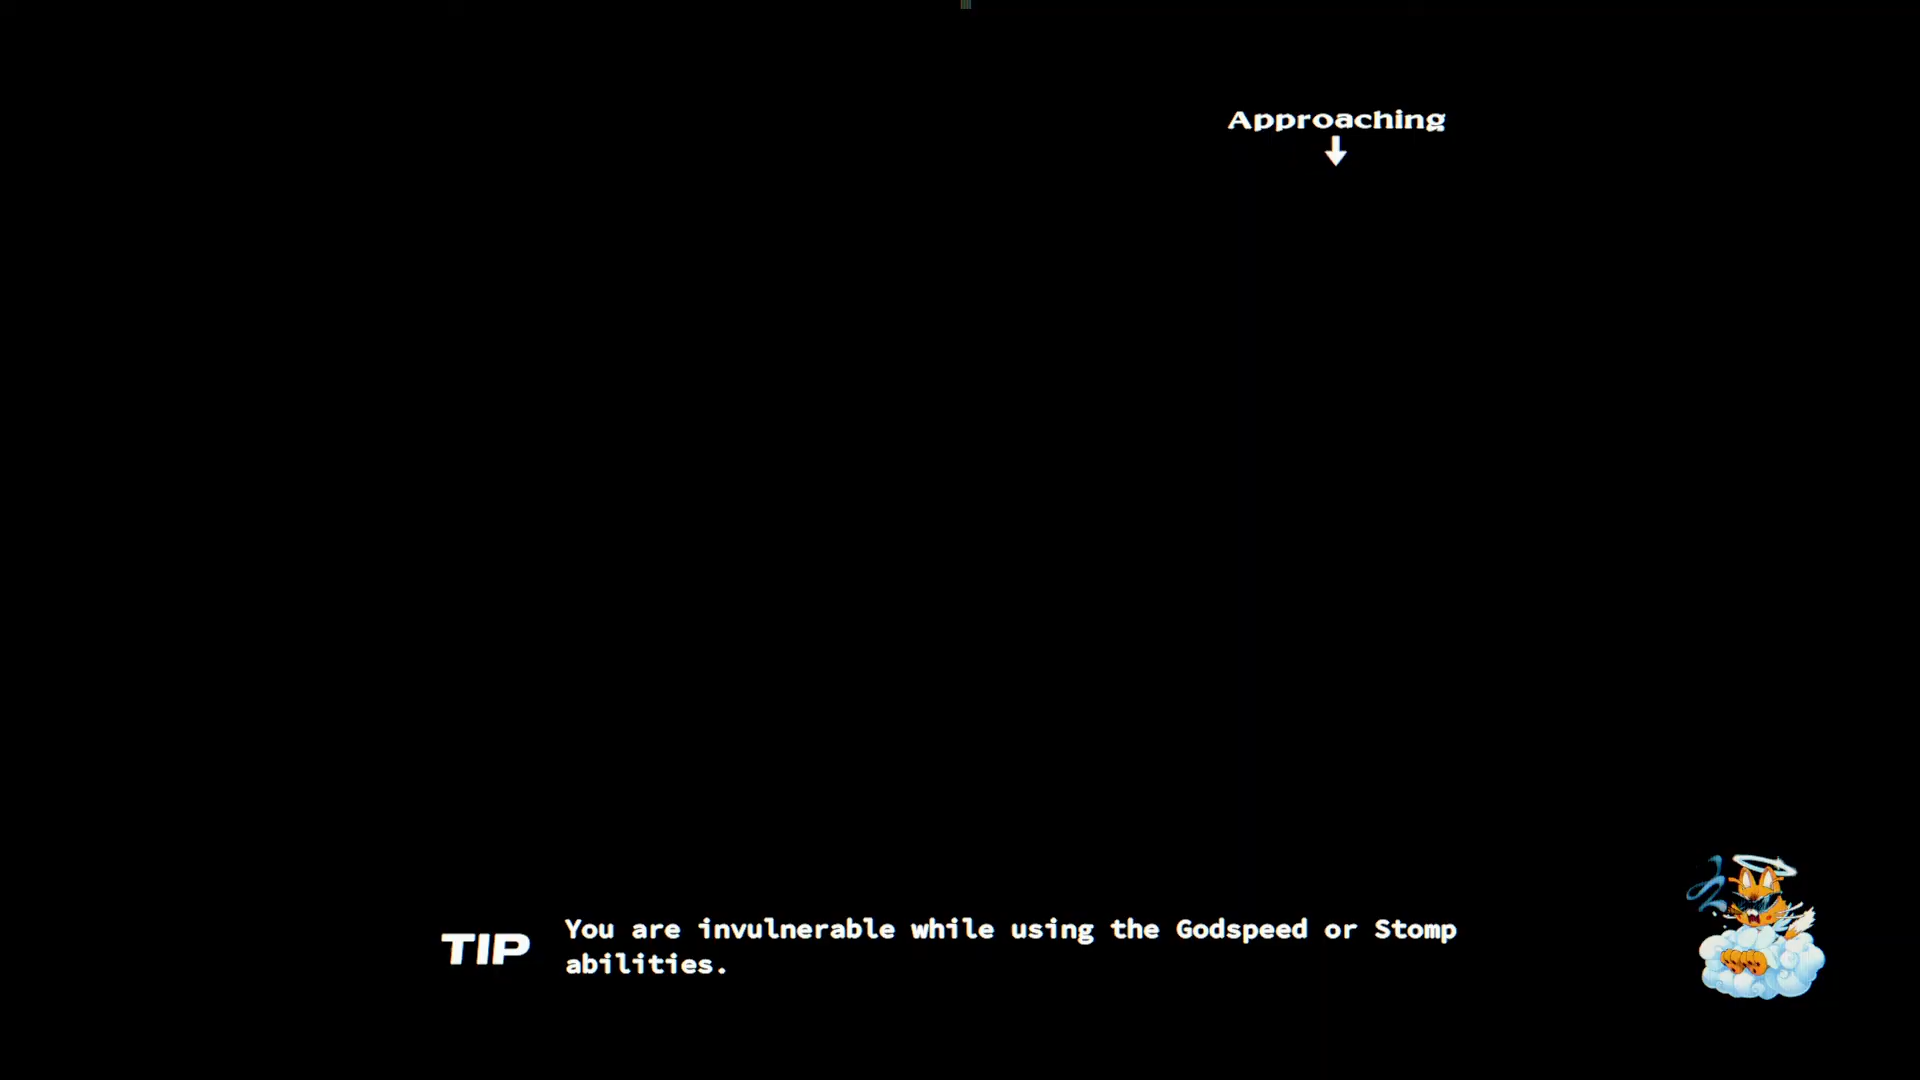 Approaching
TIP
You are invulnerable while using the Godspeed or Stomp
abilities.